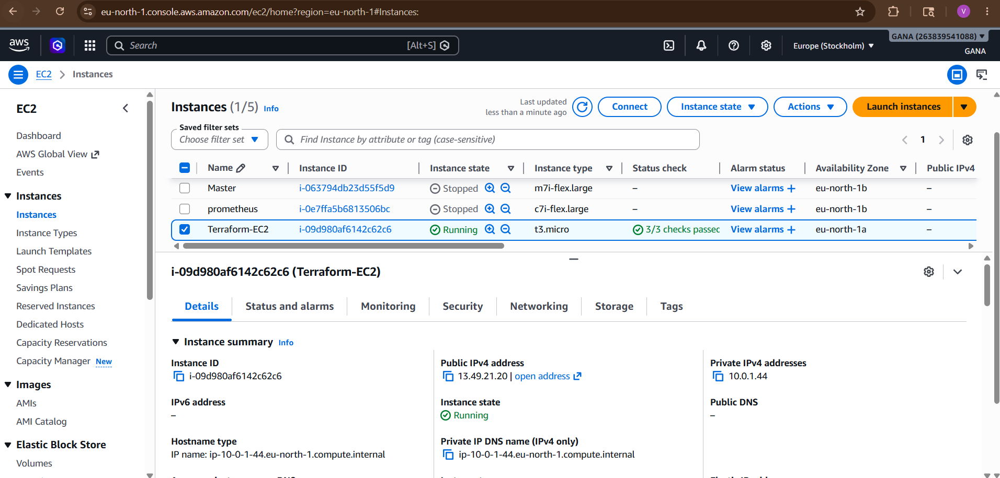 eu-north-1.console.aws.amazon.com/ec2/home?region=eu-north-1#Instances:
V
aws
Search
[Alt+S]
Europe (Stockholm)
GANA (263839541088)
GANA
EC2
Instances
EC2
Dashboard
AWS Global View
Events
Instances
Instances
Instance Types
Launch Templates
Spot Requests
Savings Plans
Reserved Instances
Dedicated Hosts
Capacity Reservations
Capacity Manager New
Images
AMIs
AMI Catalog
Elastic Block Store
Volumes
Instances (1/5) Info
Last updated
less than a minute ago
Connect
Instance state
Actions
Launch instances
Saved filter sets
Choose filter set
Find Instance by attribute or tag (case-sensitive)
1
Name Instance ID Instance state Instance type Status check Alarm status Availability Zone Public IPv4
Master i-063794db23d55f5d9 Stopped m7i-flex.large – View alarms + eu-north-1b –
prometheus i-0e7ffa5b6813506bc Stopped c7i-flex.large – View alarms + eu-north-1b –
Terraform-EC2 i-09d980af6142c62c6 Running t3.micro 3/3 checks passed View alarms + eu-north-1a –
i-09d980af6142c62c6 (Terraform-EC2)
Details
Status and alarms
Monitoring
Security
Networking
Storage
Tags
Instance summary Info
Instance ID
i-09d980af6142c62c6
Public IPv4 address
13.49.21.20 | open address
Private IPv4 addresses
10.0.1.44
IPv6 address
–
Instance state
Running
Public DNS
–
Hostname type
IP name: ip-10-0-1-44.eu-north-1.compute.internal
Private IP DNS name (IPv4 only)
ip-10-0-1-44.eu-north-1.compute.internal